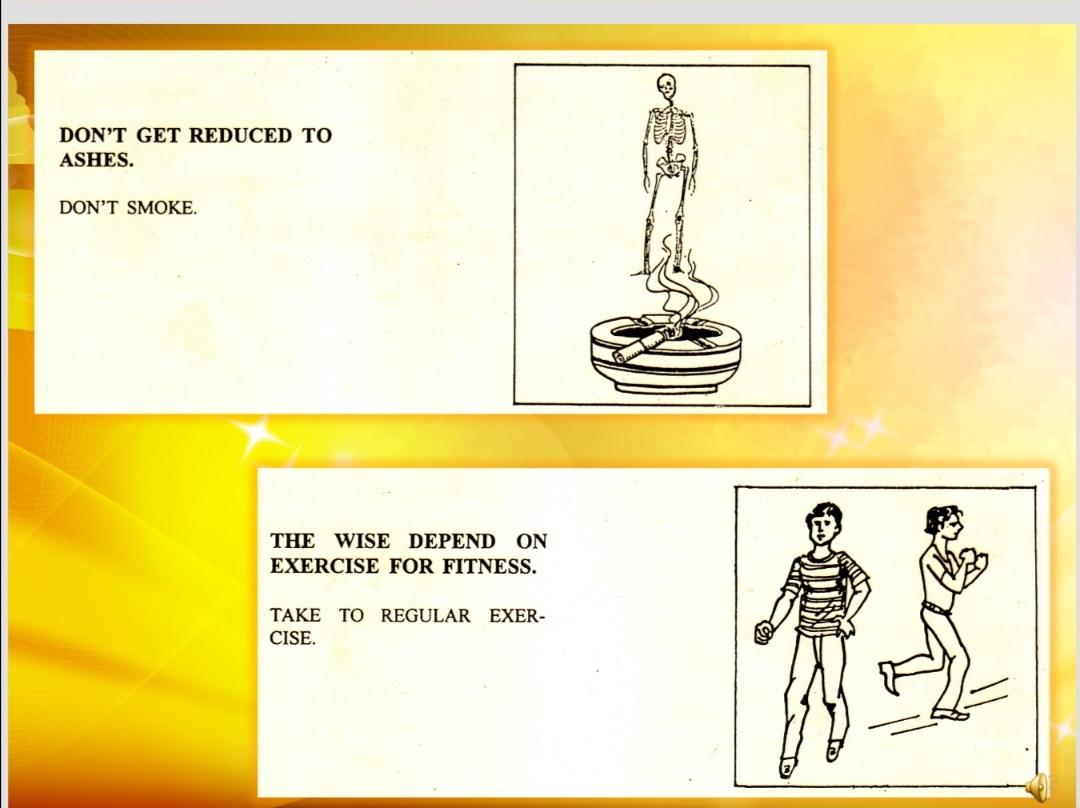 DON'T GET REDUCED TO
ASHES.
DON'T SMOKE.
THE WISE DEPEND ON
EXERCISE FOR FITNESS.
TAKE TO REGULAR EXER-
CISE.